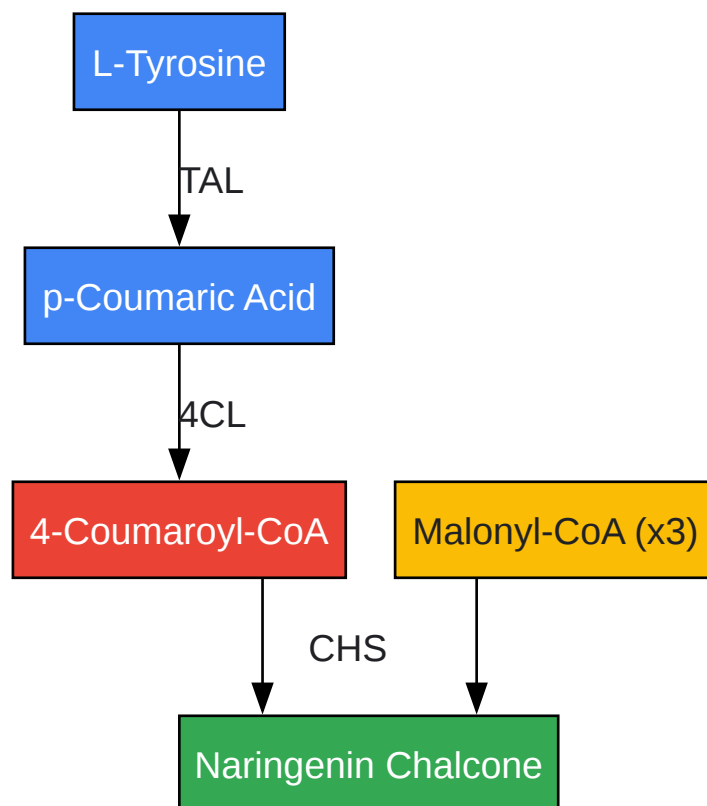 L-Tyrosine
TAL
p-Coumaric Acid
4CL
4-Coumaroyl-CoA
Malonyl-CoA (x3)
CHS
Naringenin Chalcone